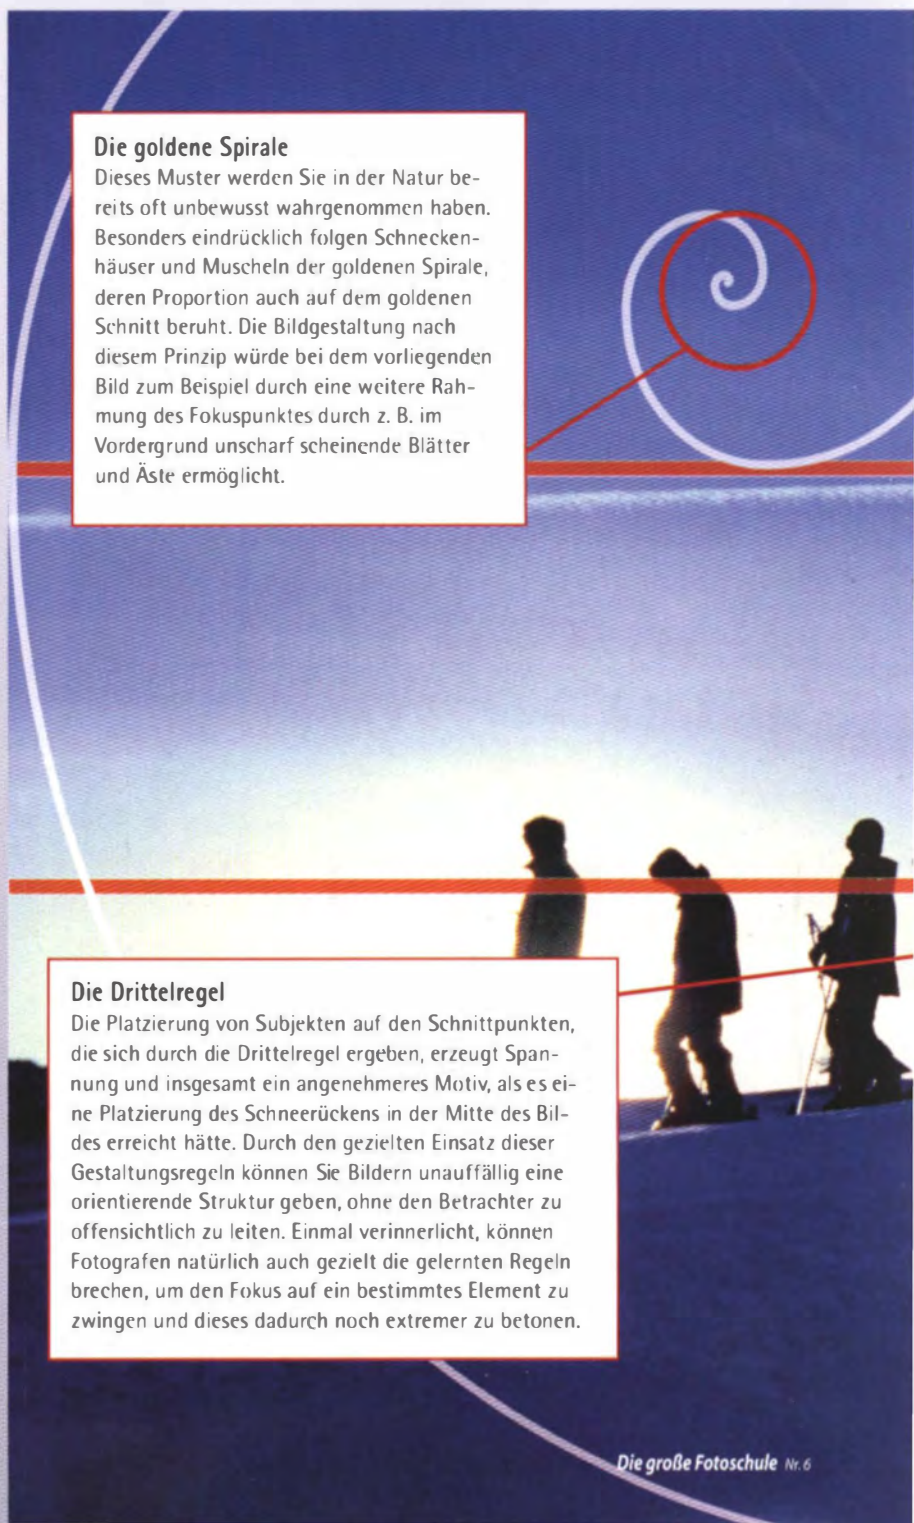 Die goldene Spirale
Dieses Muster werden Sie in der Natur be-
reits oft unbewusst wahrgenommen haben.
Besonders eindrücklich folgen Schnecken-
häuser und Muscheln der goldenen Spirale,
deren Proportion auch auf dem goldenen
Schnitt beruht. Die Bildgestaltung nach
diesem Prinzip würde bei dem vorliegenden
Bild zum Beispiel durch eine weitere Rah-
mung des Fokuspunktes durch z. B. im
Vordergrund unscharf scheinende Blätter
und Äste ermöglicht.
Die Drittelregel
Die Platzierung von Subjekten auf den Schnittpunkten,
die sich durch die Drittelregel ergeben, erzeugt Span-
nung und insgesamt ein angenehmeres Motiv, als es ei-
ne Platzierung des Schneerückens in der Mitte des Bil-
des erreicht hätte. Durch den gezielten Einsatz dieser
Gestaltungsregeln können Sie Bildern unauffällig eine
orientierende Struktur geben, ohne den Betrachter zu
offensichtlich zu leiten. Einmal verinnerlicht, können
Fotografen natürlich auch gezielt die gelernten Regeln
brechen, um den Fokus auf ein bestimmtes Element zu
zwingen und dieses dadurch noch extremer zu betonen.
Die große Fotoschule Nr. 6